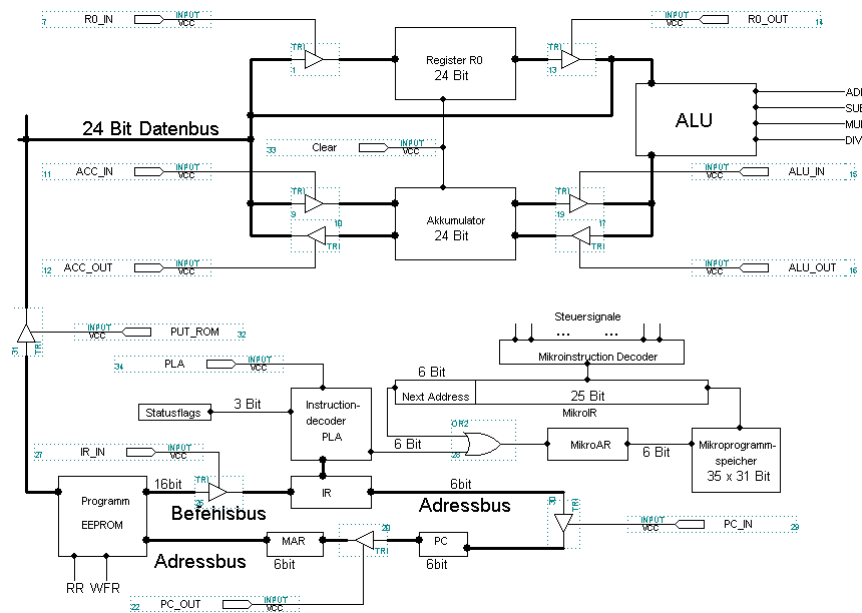 R0_IN INPUT VCC 7
TRI 1
Register R0
24 Bit
TRI 13
INPUT VCC R0_OUT 14
24 Bit Datenbus
ALU
ADD
SUB
MUL
DIV
33 Clear INPUT VCC
ACC_IN INPUT VCC 11
TRI 9
10 TRI
Akkumulator
24 Bit
TRI 19
17 TRI
INPUT VCC ALU_IN 15
ACC_OUT INPUT VCC 12
INPUT VCC ALU_OUT 16
31 TRI
INPUT VCC PUT_ROM 32
Steuersignale
... ...
Mikroinstruction Decoder
PLA INPUT VCC 34
6 Bit
Next Address
25 Bit
MikroIR
Statusflags
3 Bit
Instruction-
decoder
PLA
6 Bit
OR2
28
MikroAR
6 Bit
Mikroprogramm-
speicher
35 x 31 Bit
IR_IN INPUT VCC 27
Programm
EEPROM
16bit
TRI
Befehlsbus
IR
6bit
Adressbus
30 TRI
INPUT VCC PC_IN 29
Adressbus
MAR
6bit
20 TRI
PC
6bit
RR WFR
PC_OUT INPUT VCC 22